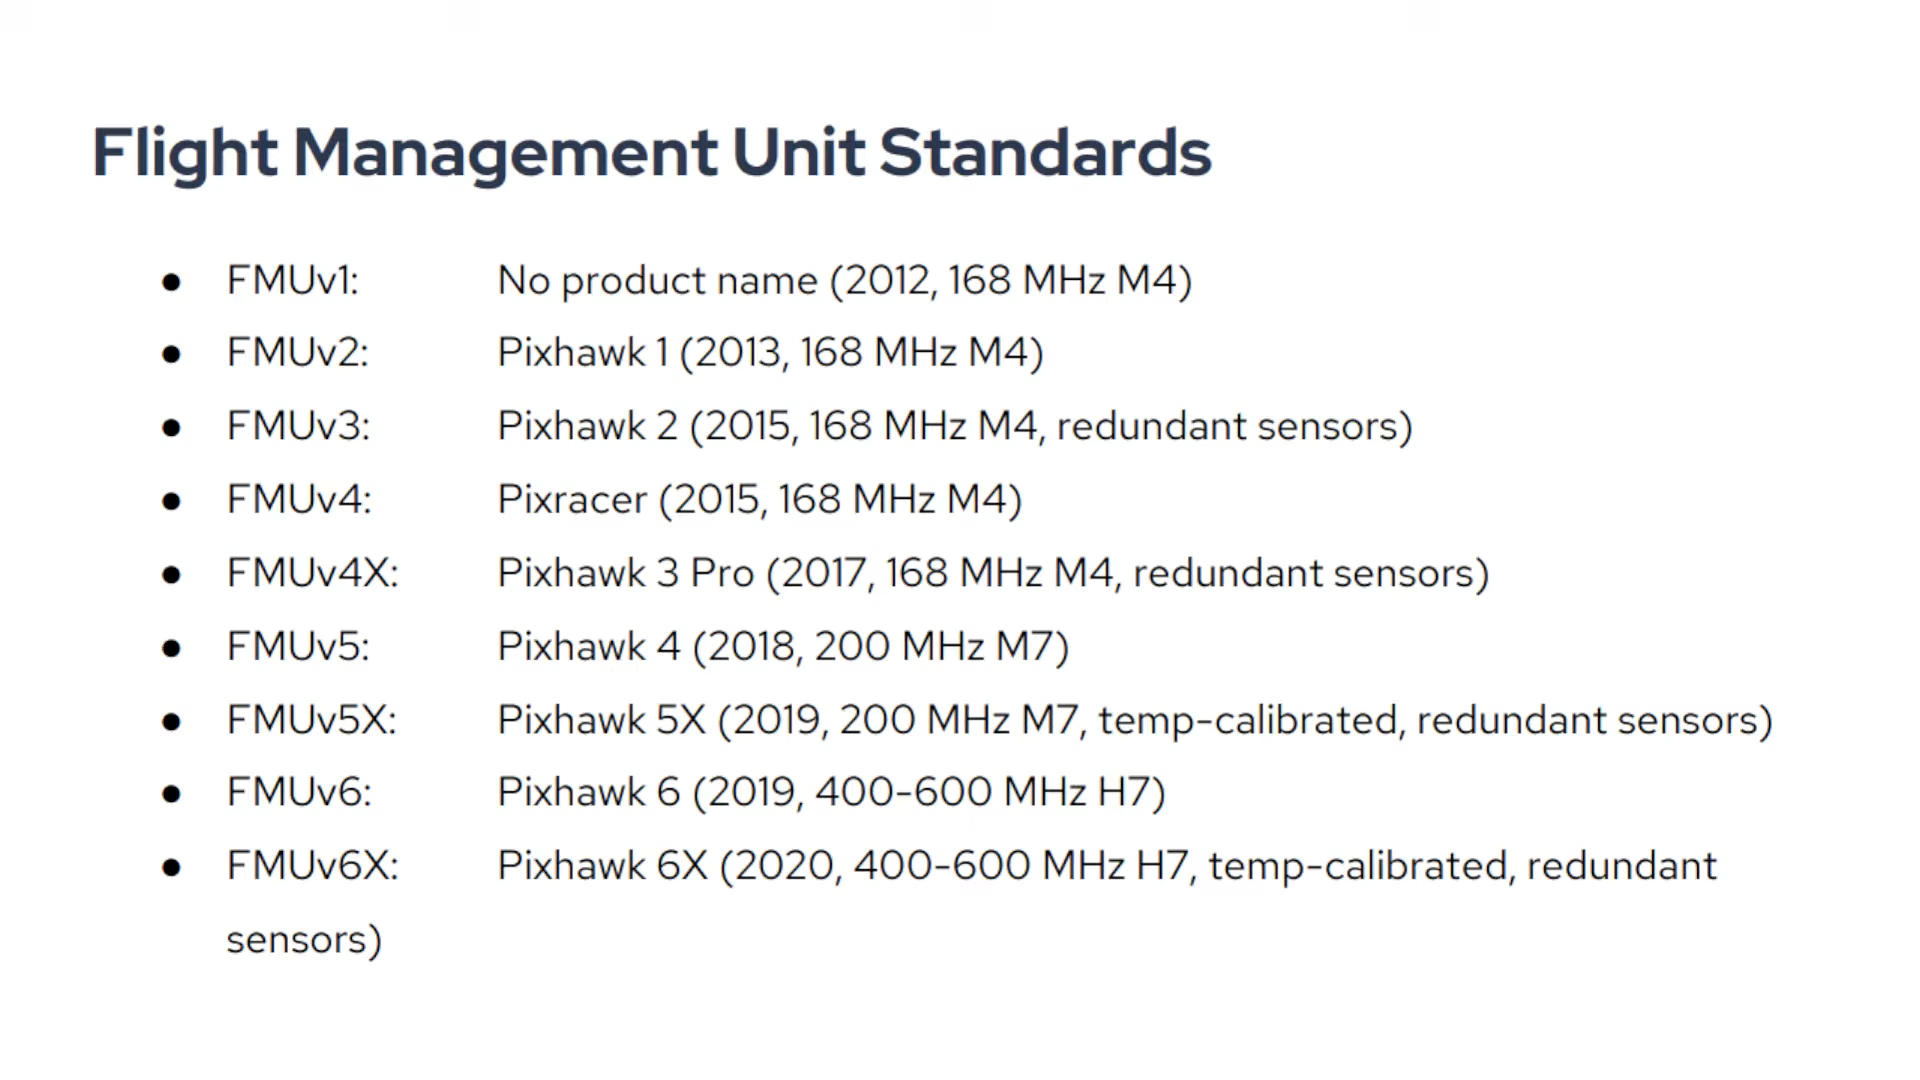 Flight Management Unit Standards
● FMUv1: No product name (2012, 168 MHz M4)
● FMUv2: Pixhawk 1 (2013, 168 MHz M4)
● FMUv3: Pixhawk 2 (2015, 168 MHz M4, redundant sensors)
● FMUv4: Pixracer (2015, 168 MHz M4)
● FMUv4X: Pixhawk 3 Pro (2017, 168 MHz M4, redundant sensors)
● FMUv5: Pixhawk 4 (2018, 200 MHz M7)
● FMUv5X: Pixhawk 5X (2019, 200 MHz M7, temp-calibrated, redundant sensors)
● FMUv6: Pixhawk 6 (2019, 400-600 MHz H7)
● FMUv6X: Pixhawk 6X (2020, 400-600 MHz H7, temp-calibrated, redundant
sensors)